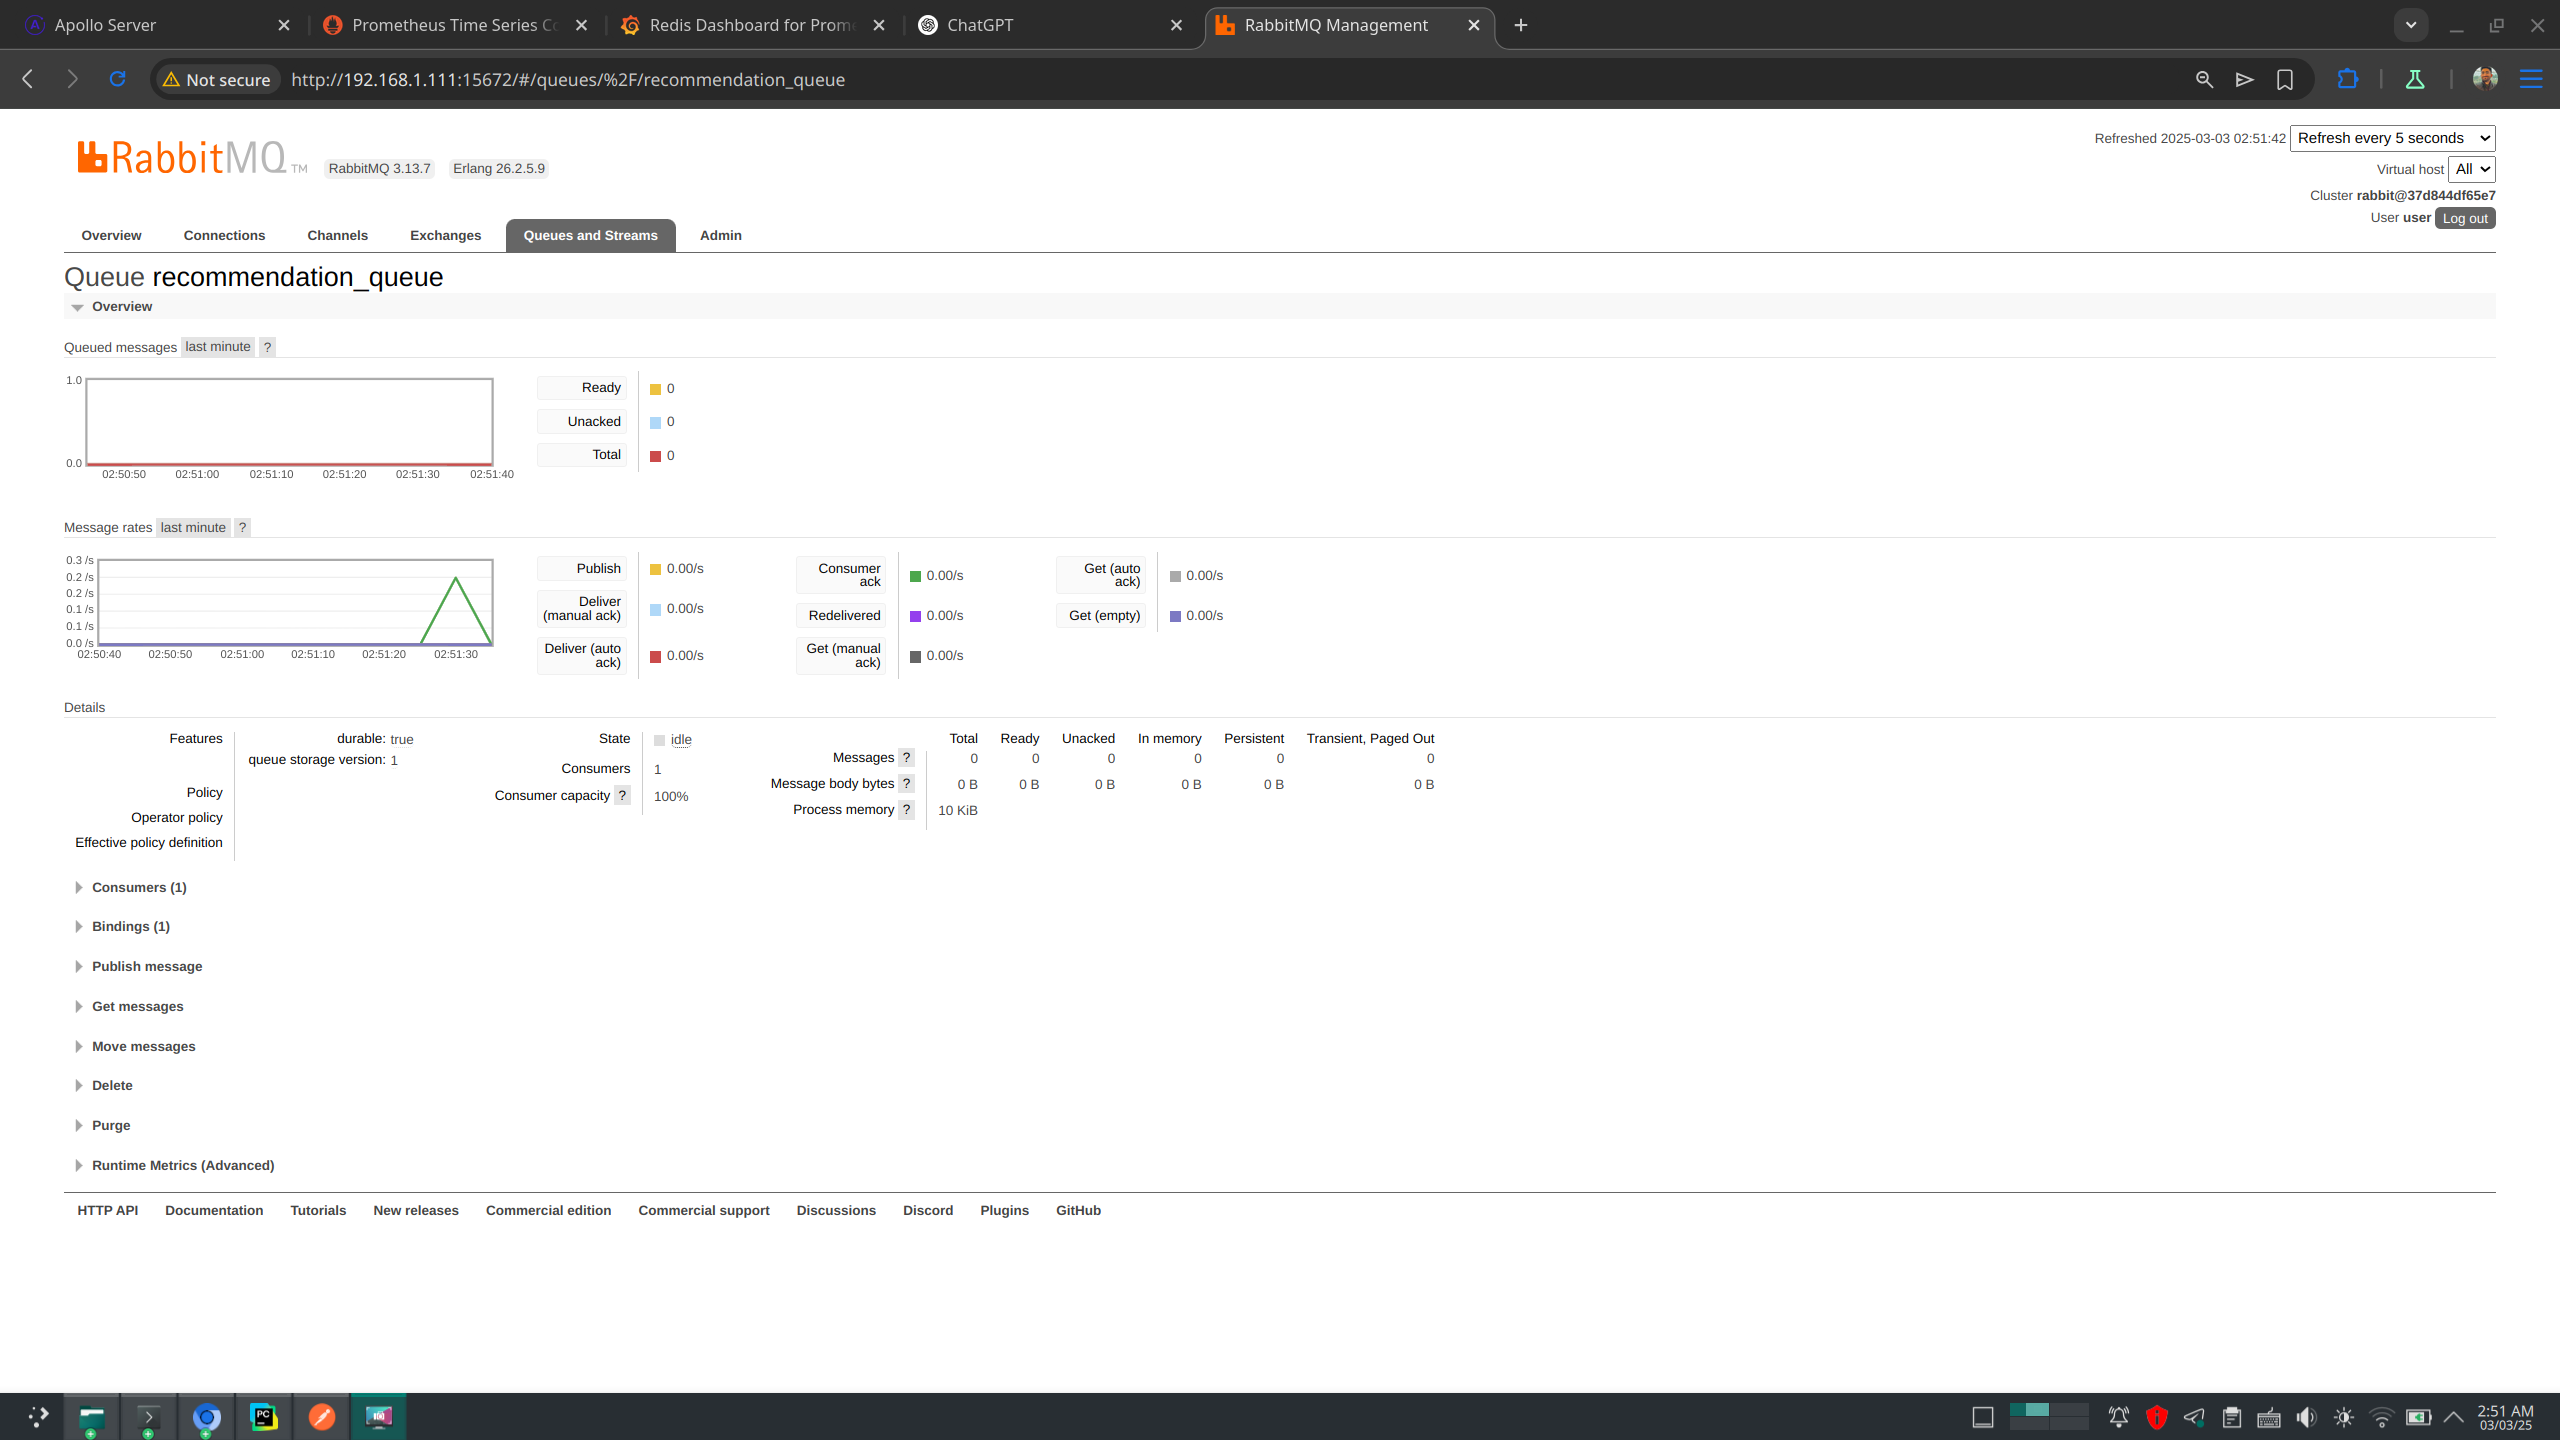 Apollo Server
Prometheus Time Series Co
Redis Dashboard for Prome
ChatGPT
RabbitMQ Management
Not secure
http://192.168.1.111:15672/#/queues/%2F/recommendation_queue
RabbitMQ TM
RabbitMQ 3.13.7
Erlang 26.2.5.9
Refreshed 2025-03-03 02:51:42
Refresh every 5 seconds
Virtual host All
Cluster rabbit@37d844df65e7
User user Log out
Overview
Connections
Channels
Exchanges
Queues and Streams
Admin
Queue recommendation_queue
Overview
Queued messages last minute ?
1.0
0.0
02:50:50 02:51:00 02:51:10 02:51:20 02:51:30 02:51:40
Ready 0
Unacked 0
Total 0
Message rates last minute ?
0.3 /s
0.2 /s
0.2 /s
0.1 /s
0.1 /s
0.0 /s
02:50:40 02:50:50 02:51:00 02:51:10 02:51:20 02:51:30
Publish 0.00/s
Deliver (manual ack) 0.00/s
Deliver (auto ack) 0.00/s
Consumer ack 0.00/s
Redelivered 0.00/s
Get (manual ack) 0.00/s
Get (auto ack) 0.00/s
Get (empty) 0.00/s
Details
Features
durable: true
queue storage version: 1
Policy
Operator policy
Effective policy definition
State idle
Consumers 1
Consumer capacity ? 100%
Total Ready Unacked In memory Persistent Transient, Paged Out
Messages ? 0 0 0 0 0 0
Message body bytes ? 0 B 0 B 0 B 0 B 0 B 0 B
Process memory ? 10 KiB
Consumers (1)
Bindings (1)
Publish message
Get messages
Move messages
Delete
Purge
Runtime Metrics (Advanced)
HTTP API
Documentation
Tutorials
New releases
Commercial edition
Commercial support
Discussions
Discord
Plugins
GitHub
PC
2:51 AM
03/03/25